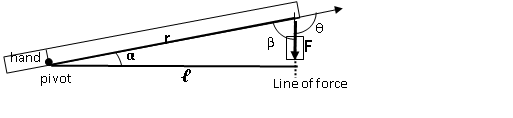 hand
r
α
β
θ
F
pivot
ℓ
Line of force